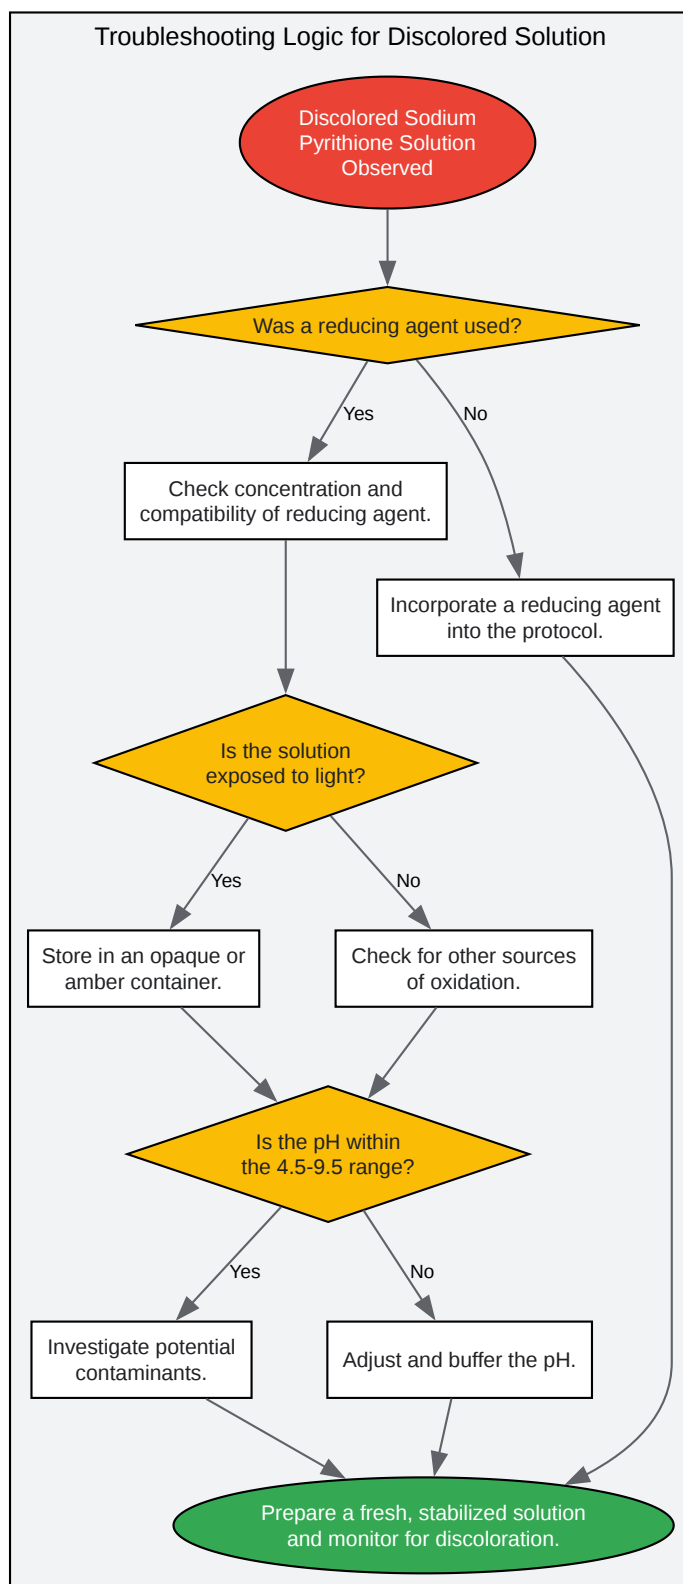 Troubleshooting Logic for Discolored Solution
Discolored Sodium
Pyrithione Solution
Observed
Was a reducing agent used?
Yes
No
Check concentration and
compatibility of reducing agent.
Incorporate a reducing agent
into the protocol.
Is the solution
exposed to light?
Yes
No
Store in an opaque or
amber container.
Check for other sources
of oxidation.
Is the pH within
the 4.5-9.5 range?
Yes
No
Investigate potential
contaminants.
Adjust and buffer the pH.
Prepare a fresh, stabilized solution
and monitor for discoloration.